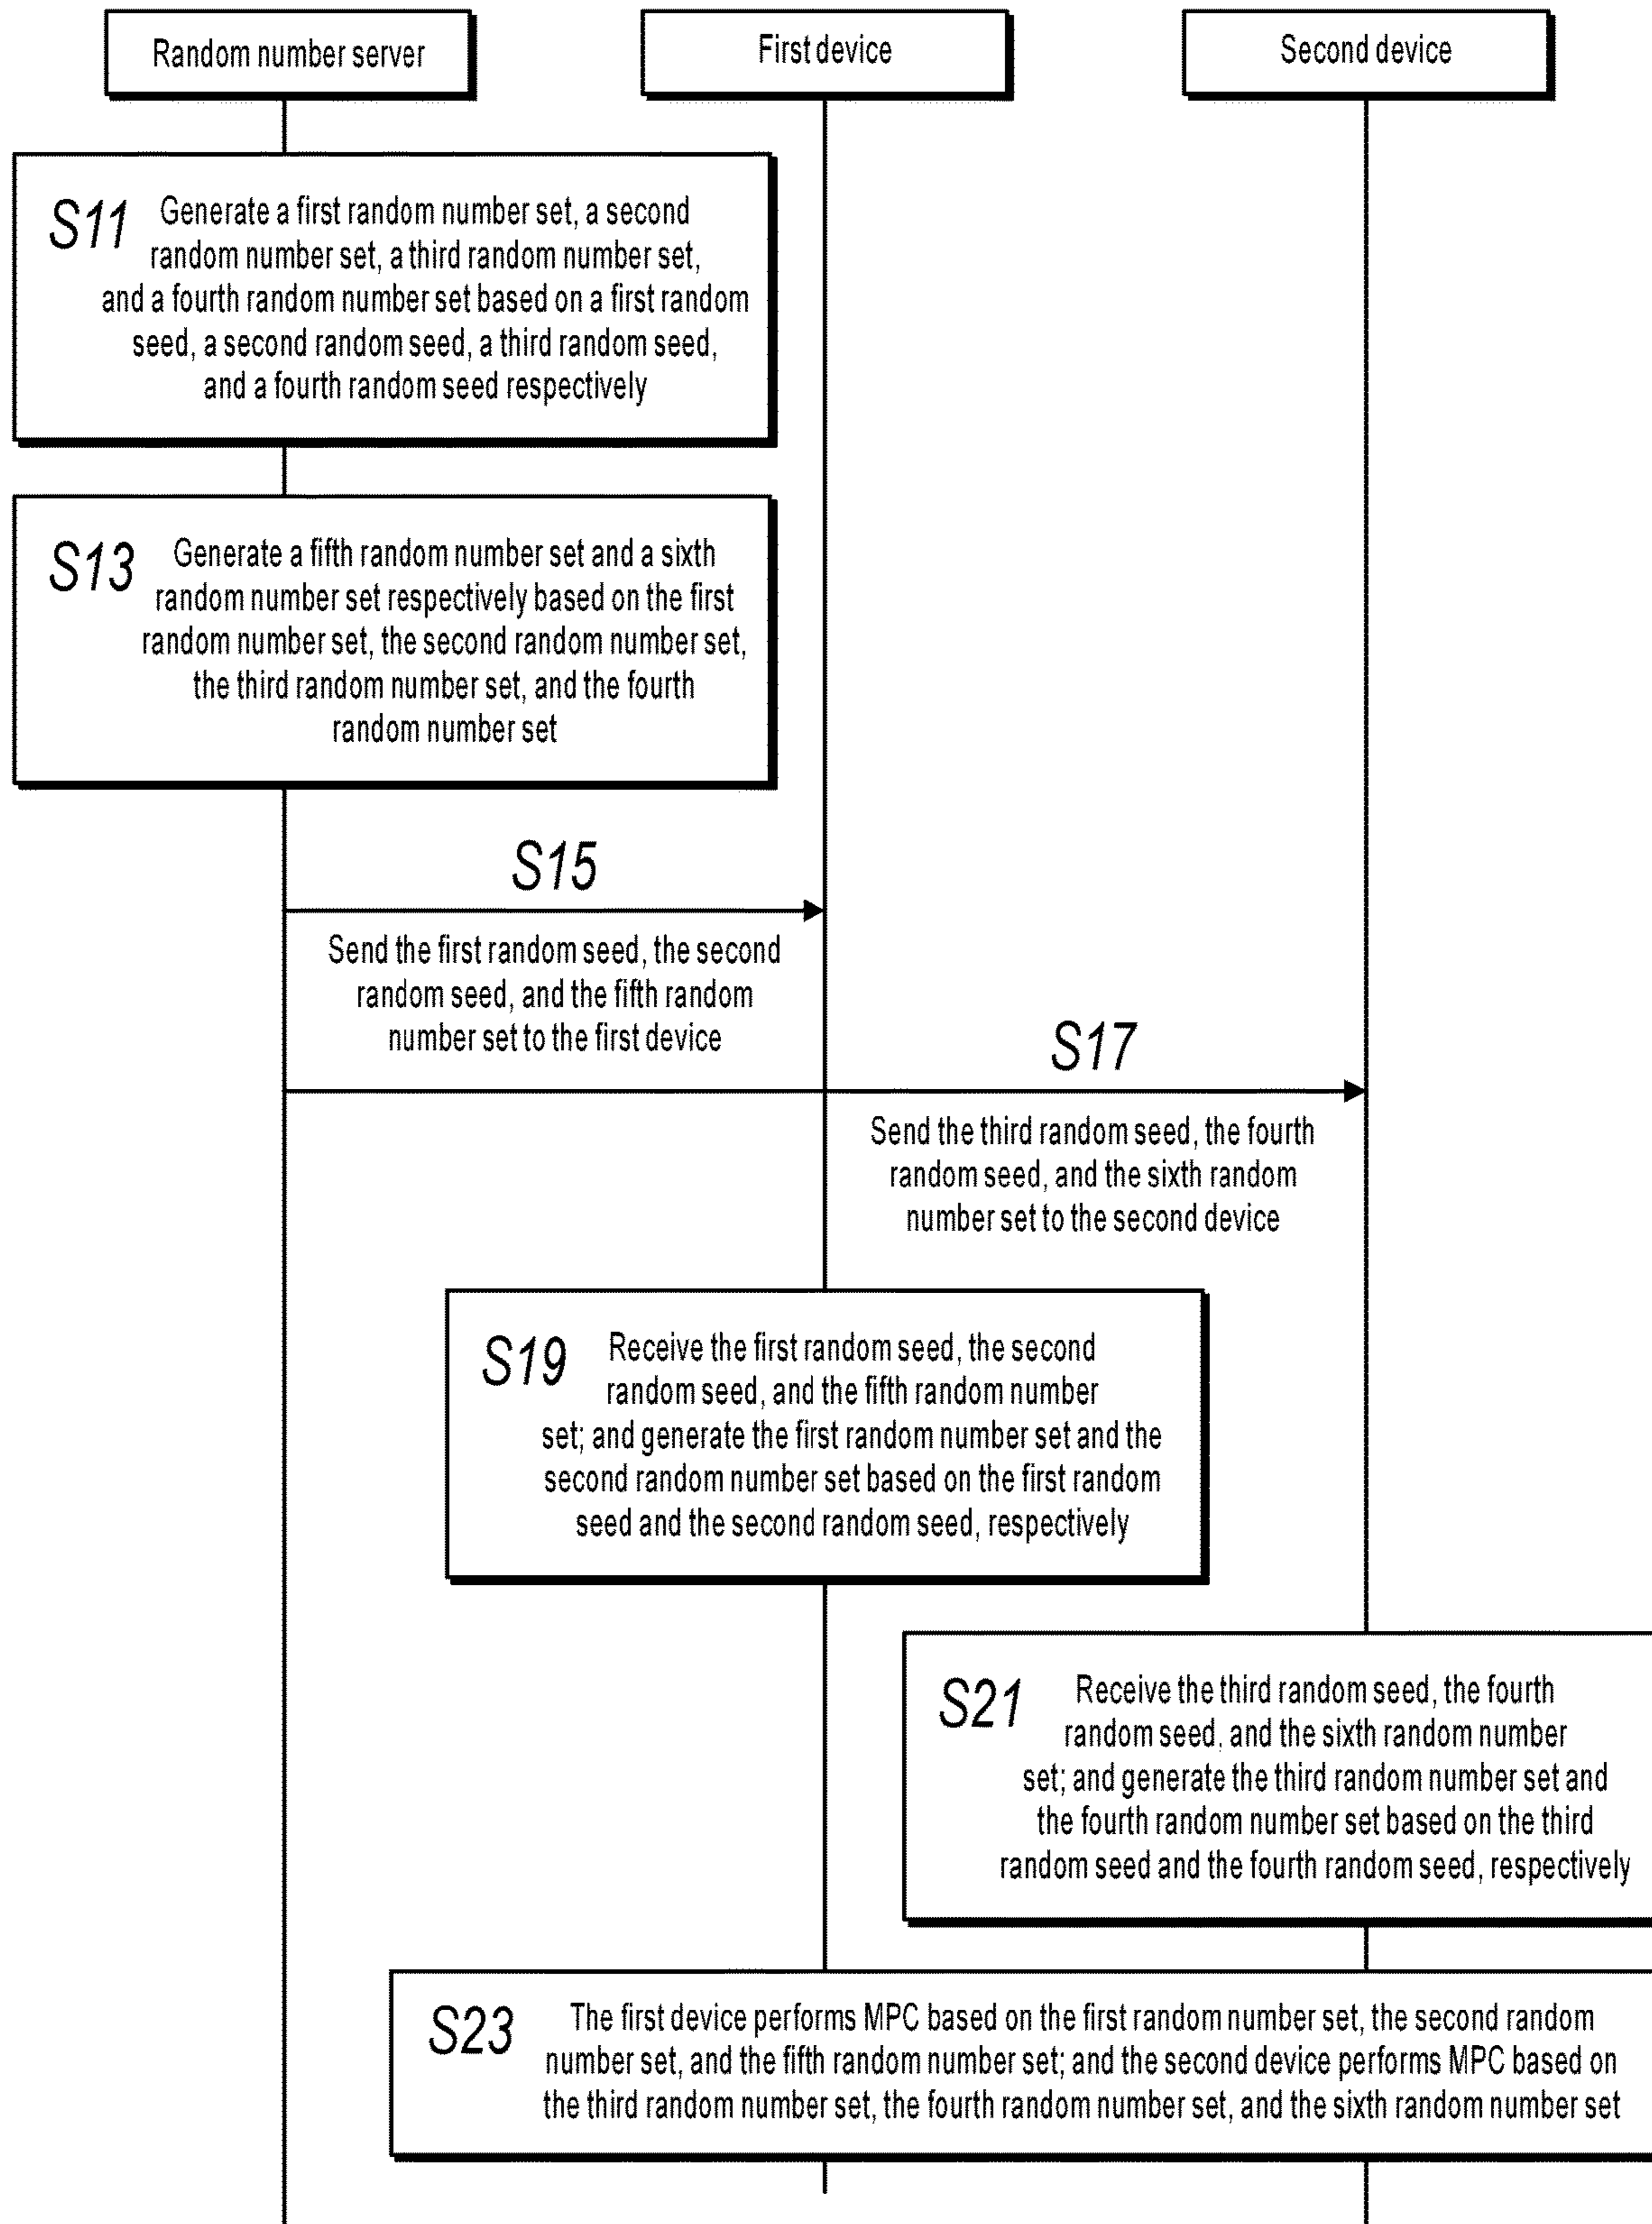 Random number server
First device
Second device
S11
Generate a first random number set, a second
random number set, a third random number set,
and a fourth random number set based on a first random
seed, a second random seed, a third random seed,
and a fourth random seed respectively
S13
Generate a fifth random number set and a sixth
random number set respectively based on the first
random number set, the second random number set,
the third random number set, and the fourth
random number set
S15
Send the first random seed, the second
random seed, and the fifth random
number set to the first device
S17
Send the third random seed, the fourth
random seed, and the sixth random
number set to the second device
S19
Receive the first random seed, the second
random seed, and the fifth random number
set; and generate the first random number set and the
second random number set based on the first random
seed and the second random seed, respectively
S21
Receive the third random seed, the fourth
random seed, and the sixth random number
set; and generate the third random number set and
the fourth random number set based on the third
random seed and the fourth random seed, respectively
S23
The first device performs MPC based on the first random number set, the second random
number set, and the fifth random number set; and the second device performs MPC based on
the third random number set, the fourth random number set, and the sixth random number set